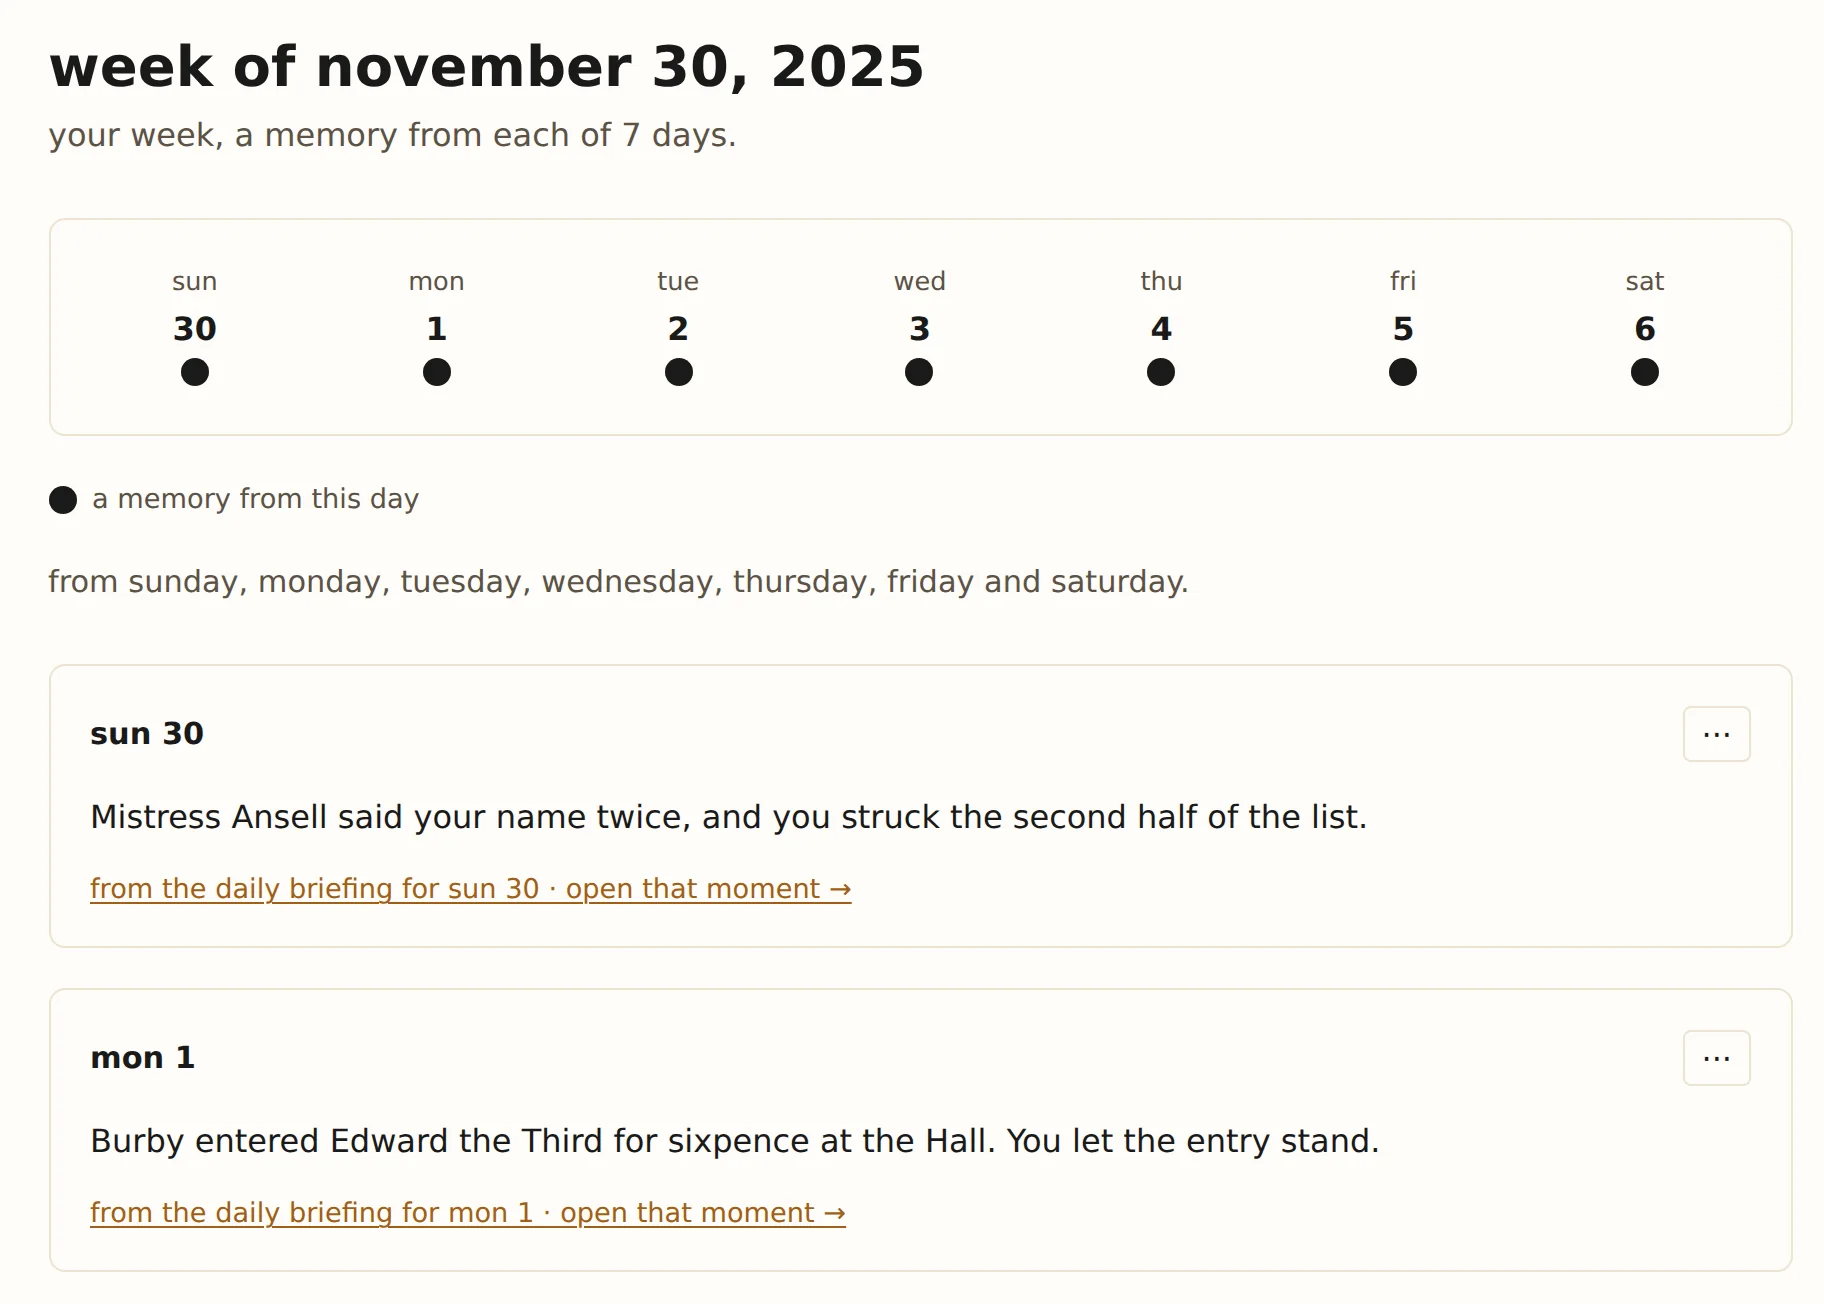 week of november 30, 2025
your week, a memory from each of 7 days.
sun mon tue wed thu fri sat
30 1 2 3 4 5 6
a memory from this day
from sunday, monday, tuesday, wednesday, thursday, friday and saturday.
sun 30 ...
Mistress Ansell said your name twice, and you struck the second half of the list.
from the daily briefing for sun 30 · open that moment →
mon 1 ...
Burby entered Edward the Third for sixpence at the Hall. You let the entry stand.
from the daily briefing for mon 1 · open that moment →